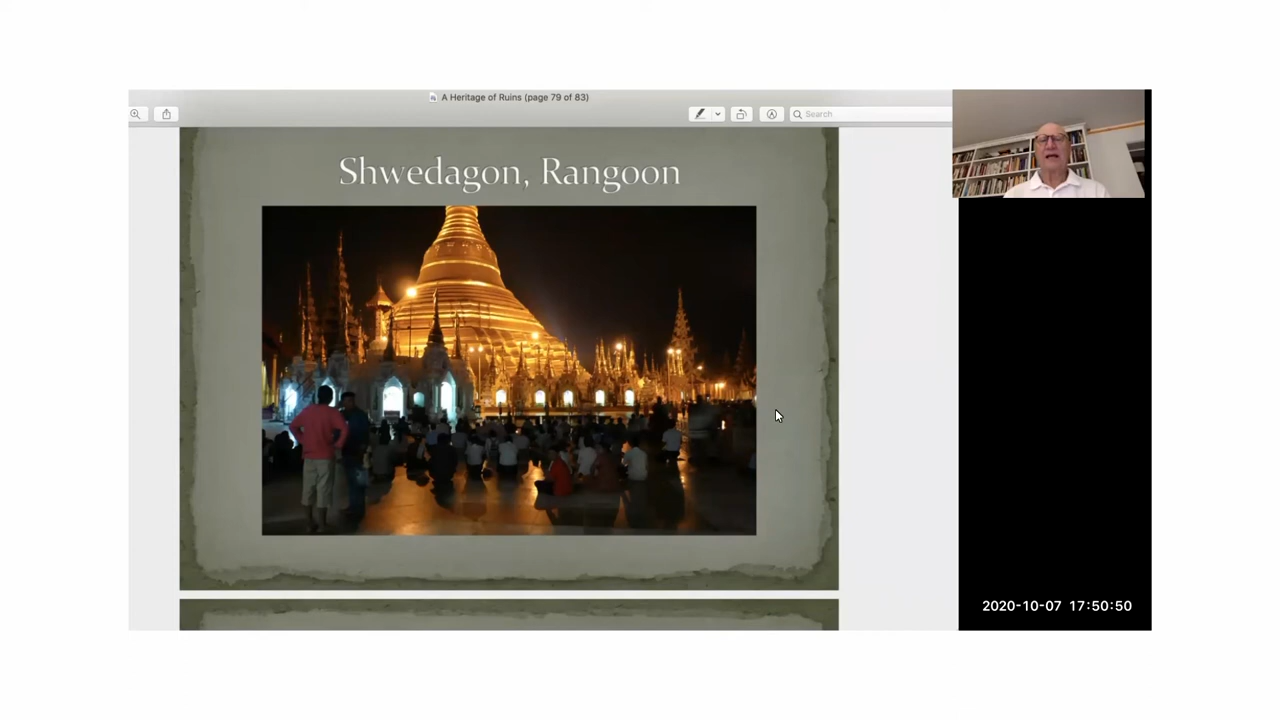 A Heritage of Ruins (page 79 of 83)
Search
Shwedagon, Rangoon
2020-10-07 17:50:50